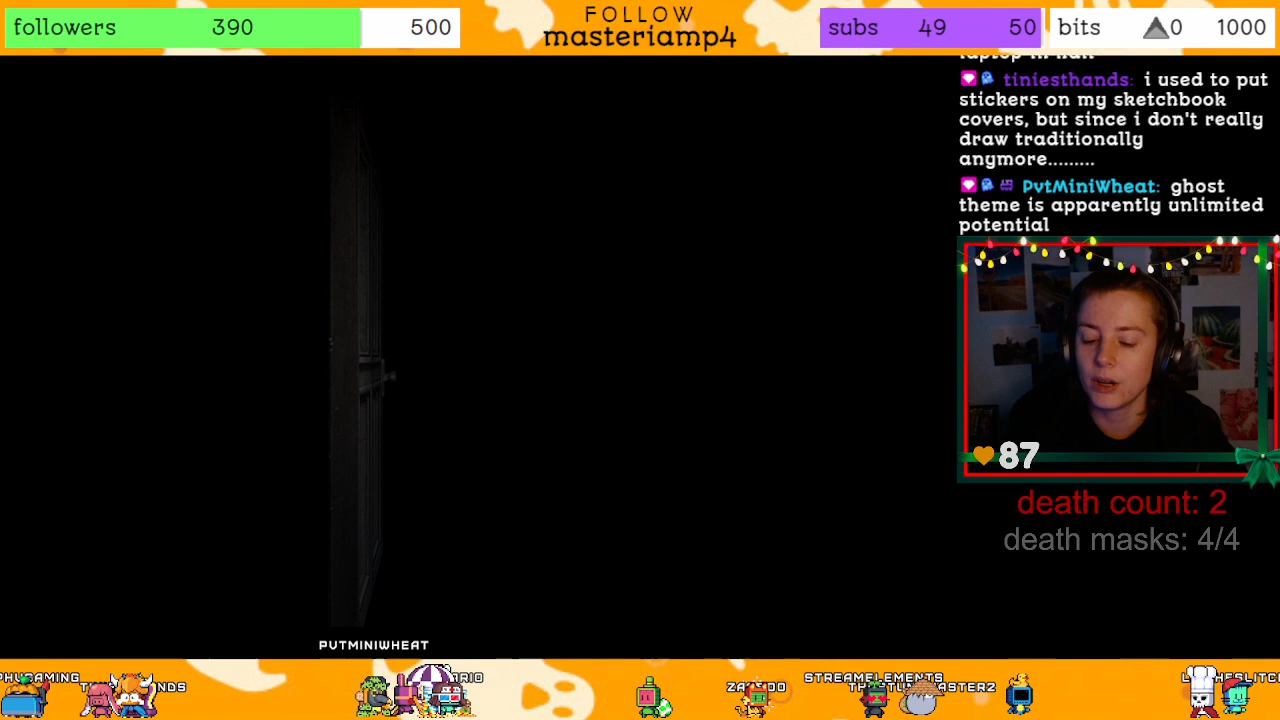 followers 390 500
FOLLOW
masteriamp4
subs 49 50
bits 0 1000
tiniesthands: i used to put
stickers on my sketchbook
covers, but since i don't really
draw traditionally
anymore.........
PvtMiniWheat: ghost
theme is apparently unlimited
potential
87
death count: 2
death masks: 4/4
PUTMINIWHEAT
STREAMELEMENTS